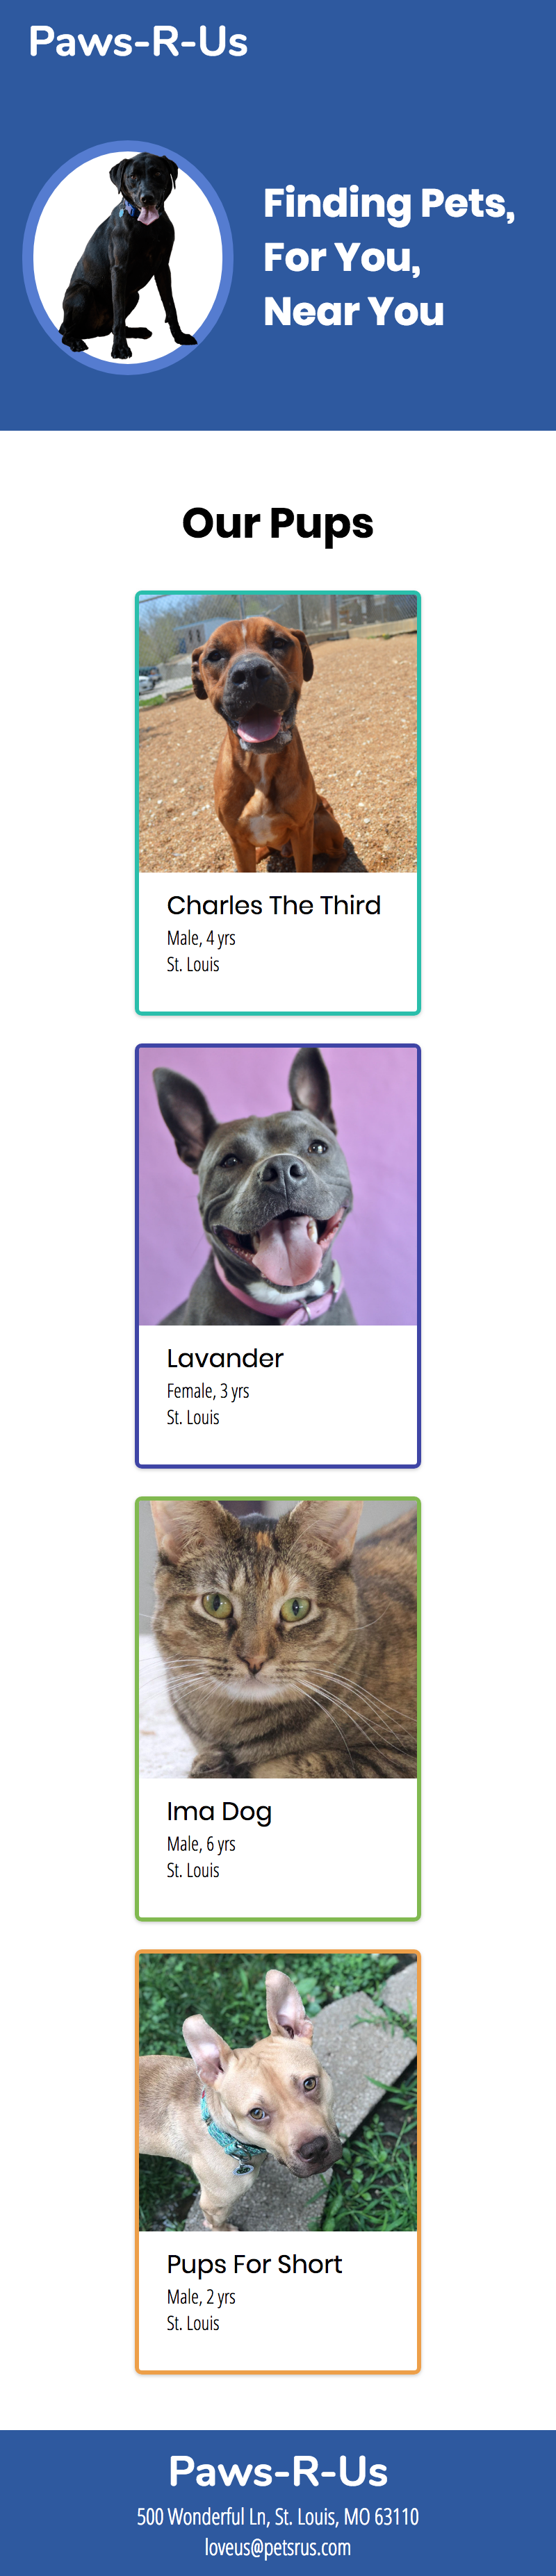 Paws-R-Us
Finding Pets,
For You,
Near You
Our Pups
Charles The Third
Male, 4 yrs
St. Louis
Lavander
Female, 3 yrs
St. Louis
Ima Dog
Male, 6 yrs
St. Louis
Pups For Short
Male, 2 yrs
St. Louis
Paws-R-Us
500 Wonderful Ln, St. Louis, MO 63110
loveus@petsrus.com